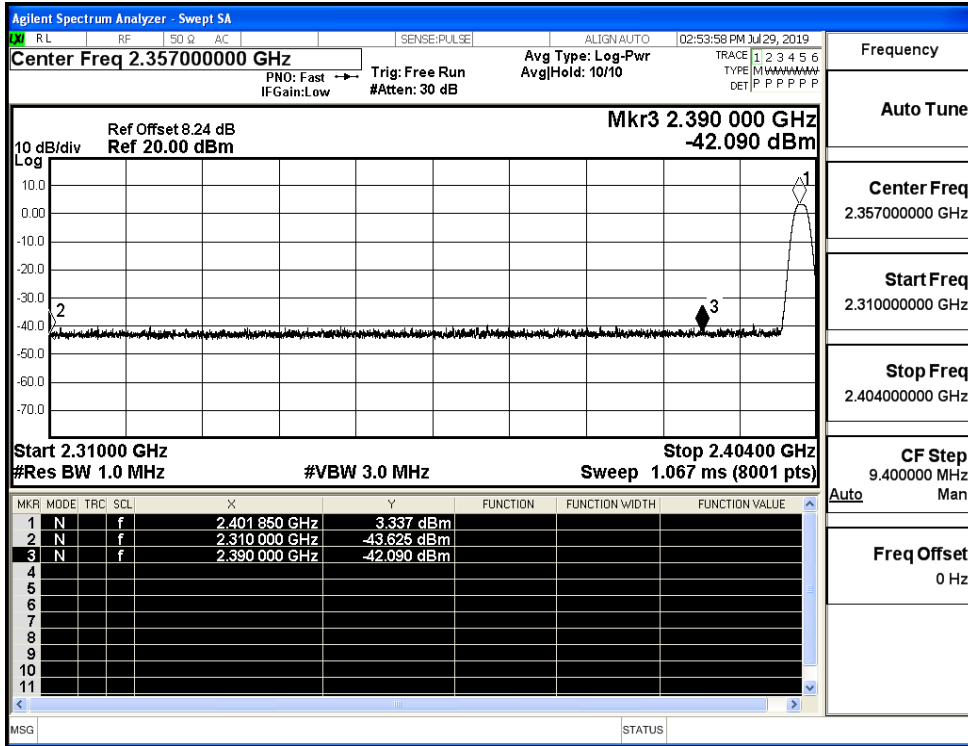 Agilent Spectrum Analyzer - Swept SA
LXI RL RF 50 Ω AC SENSE:PULSE ALIGN AUTO 02:53:58 PM Jul 29, 2019
Center Freq 2.357000000 GHz
PNO: Fast
IFGain:Low
Trig: Free Run
#Atten: 30 dB
Avg Type: Log-Pwr
Avg|Hold: 10/10
TRACE 1 2 3 4 5 6
TYPE M W W W W W
DET P P P P P P
Ref Offset 8.24 dB
10 dB/div Ref 20.00 dBm
Log
Mkr3 2.390 000 GHz
-42.090 dBm
10.0
0.00
-10.0
-20.0
-30.0
-40.0
-50.0
-60.0
-70.0
1
2
3
Start 2.31000 GHz Stop 2.40400 GHz
#Res BW 1.0 MHz #VBW 3.0 MHz Sweep 1.067 ms (8001 pts)
MKR MODE TRC SCL X Y FUNCTION FUNCTION WIDTH FUNCTION VALUE
1 N f 2.401 850 GHz 3.337 dBm
2 N f 2.310 000 GHz -43.625 dBm
3 N f 2.390 000 GHz -42.090 dBm
4
5
6
7
8
9
10
11
MSG STATUS
Frequency
Auto Tune
Center Freq
2.357000000 GHz
Start Freq
2.310000000 GHz
Stop Freq
2.404000000 GHz
CF Step
9.400000 MHz
Auto Man
Freq Offset
0 Hz